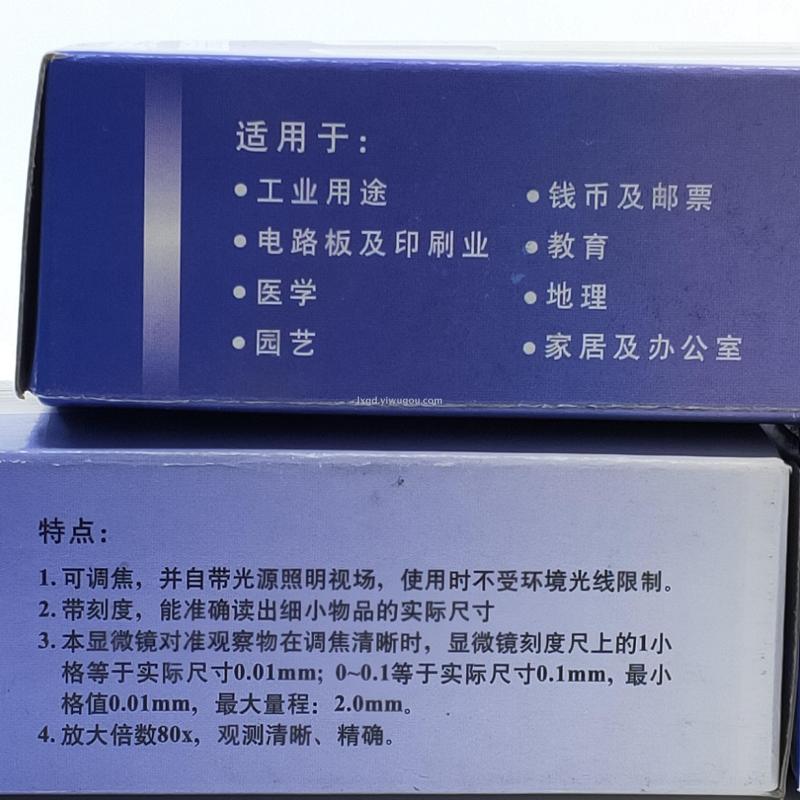 适用于：
●工业用途
●电路板及印刷业
●医学
●园艺
●钱币及邮票
●教育
●地理
●家居及办公室
lxgd.yiwugou.com
特点：
1. 可调焦，并自带光源照明视场，使用时不受环境光线限制。
2. 带刻度，能准确读出细小物品的实际尺寸
3. 本显微镜对准观察物在调焦清晰时，显微镜刻度尺上的1小
格等于实际尺寸0.01mm; 0~0.1等于实际尺寸0.1mm, 最小
格值0.01mm，最大量程：2.0mm。
4. 放大倍数80x，观测清晰、精确。